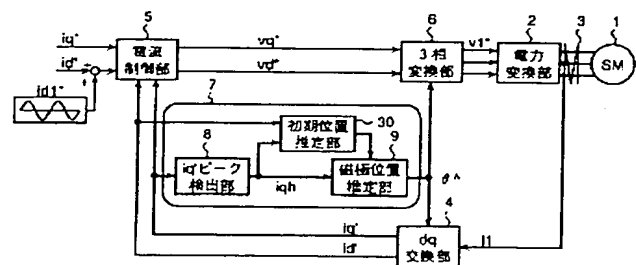 5
6
2
3
1
iq*
電流
制御部
vq*
3相
変換部
v1*
電力
変換部
SM
id*
+
+
vd*
id1*
7
30
初期位置
推定部
8
9
iq'ピーク
検出部
iqh
磁極位置
推定部
θ^
4
iq'
id'
dq
変換部
i1